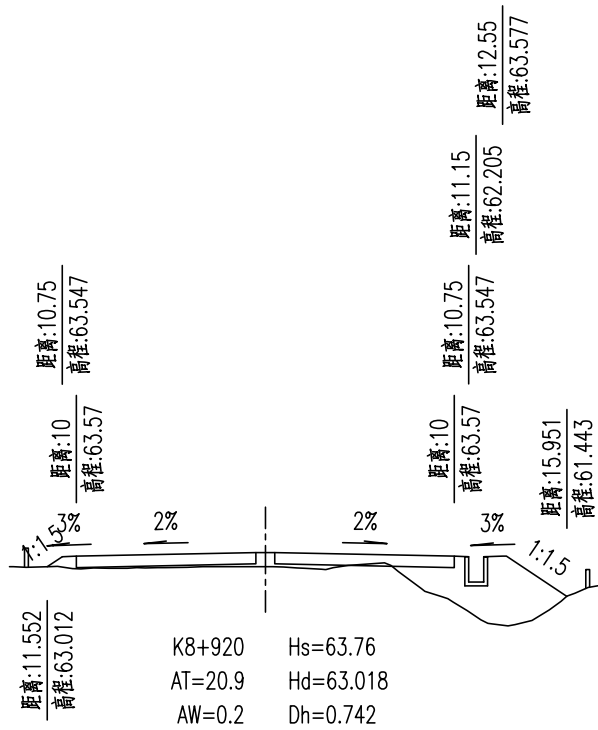 距离:12.55
高程:63.577
距离:11.15
高程:62.205
距离:10.75
高程:63.547
距离:10.75
高程:63.547
距离:10
高程:63.57
距离:10
高程:63.57
距离:15.951
高程:61.443
1:1.5
3%
2%
2%
3%
1:1.5
距离:11.552
高程:63.012
K8+920 Hs=63.76
AT=20.9 Hd=63.018
AW=0.2 Dh=0.742